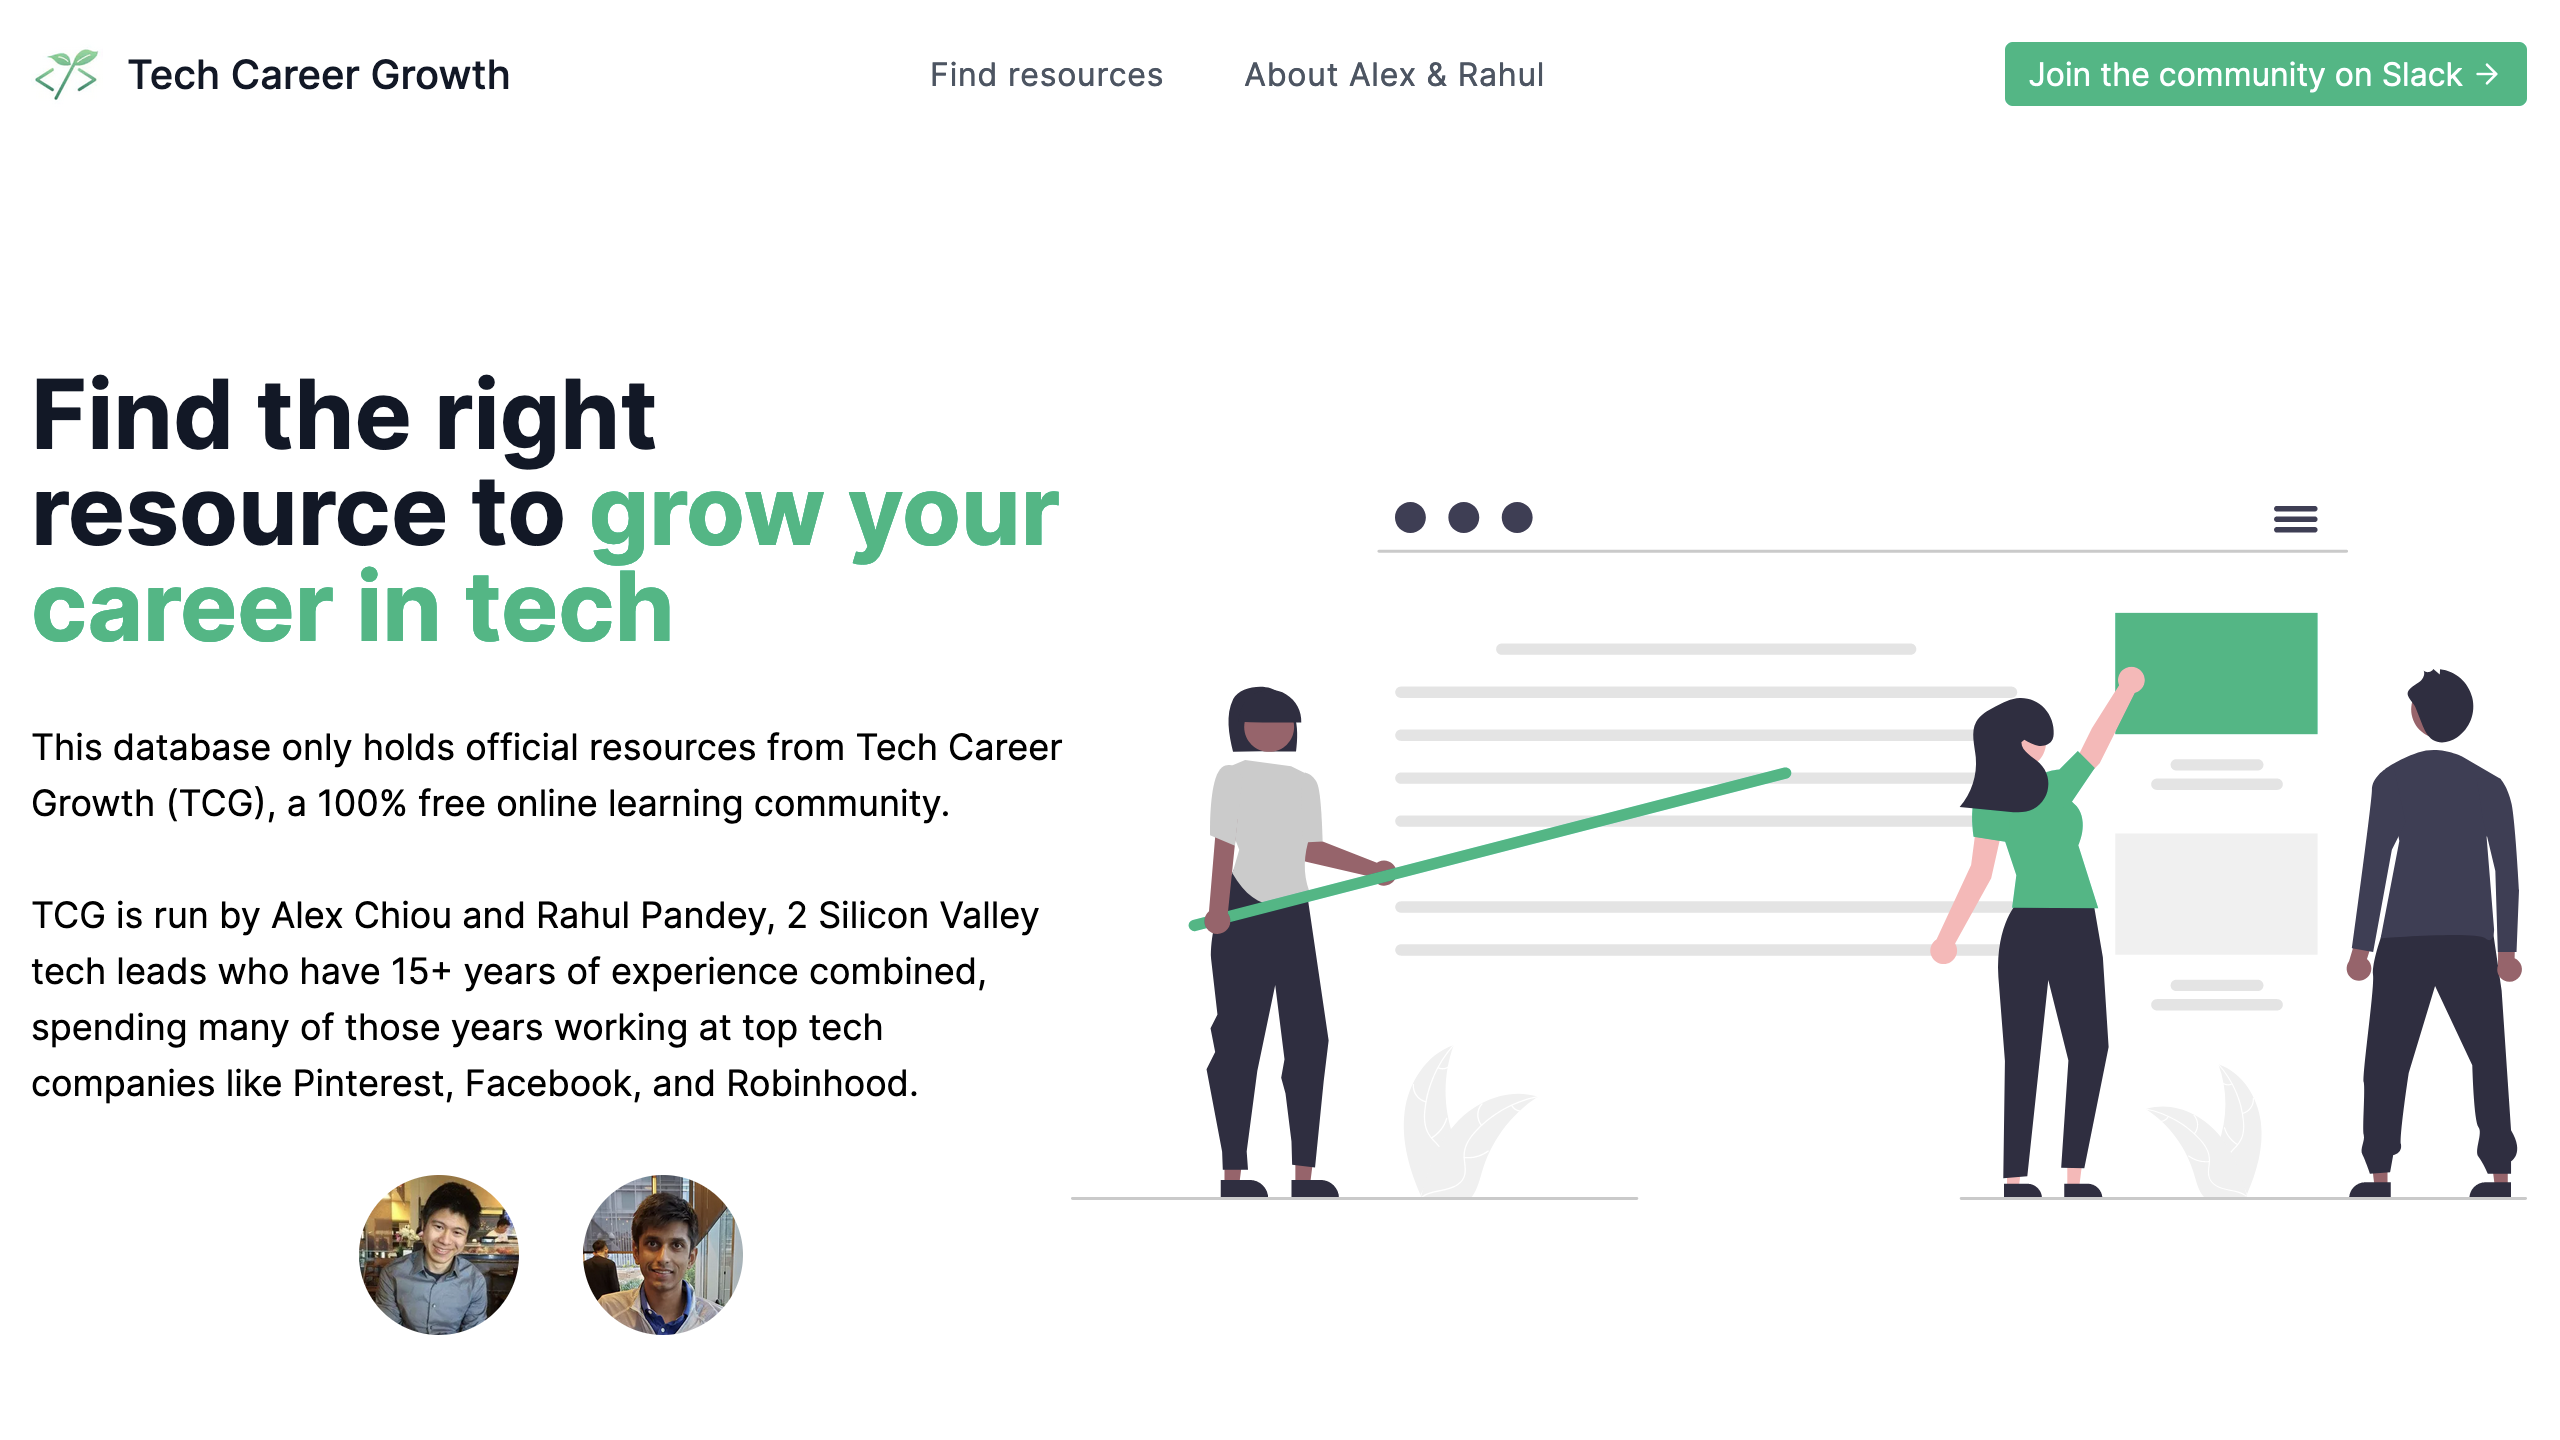 Tech Career Growth
Find resources
About Alex & Rahul
Join the community on Slack →
Find the right
resource to grow your
career in tech
This database only holds official resources from Tech Career
Growth (TCG), a 100% free online learning community.
TCG is run by Alex Chiou and Rahul Pandey, 2 Silicon Valley
tech leads who have 15+ years of experience combined,
spending many of those years working at top tech
companies like Pinterest, Facebook, and Robinhood.